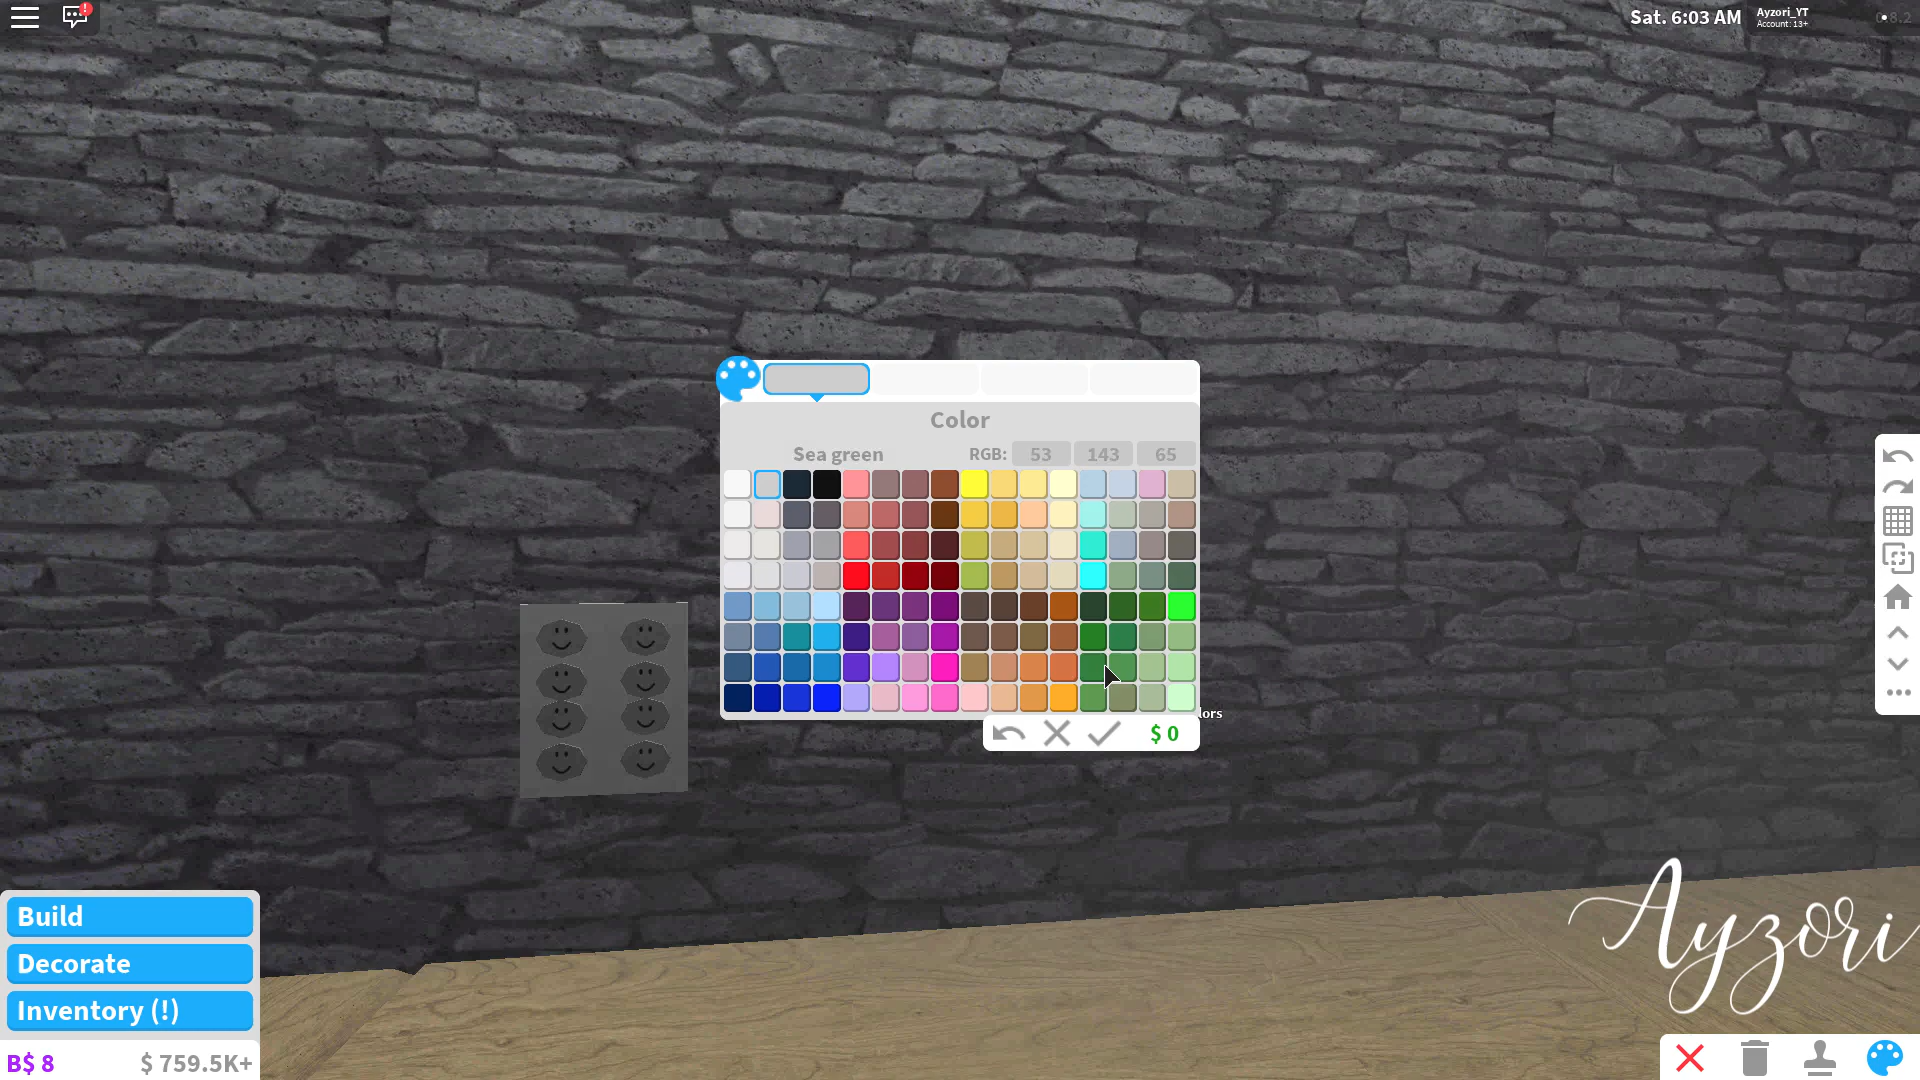 Sat. 6:03 AM
Ayzori_YT
Account: 13+
Color
Sea green RGB: 53 143 65
lors
$ 0
Build
Decorate
Inventory (!)
B$ 8 $ 759.5K+
Ayzori